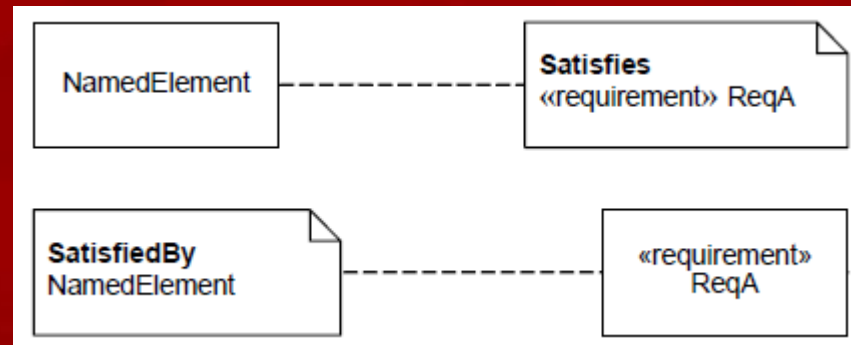 NamedElement
Satisfies
«requirement» ReqA
SatisfiedBy
NamedElement
«requirement»
ReqA